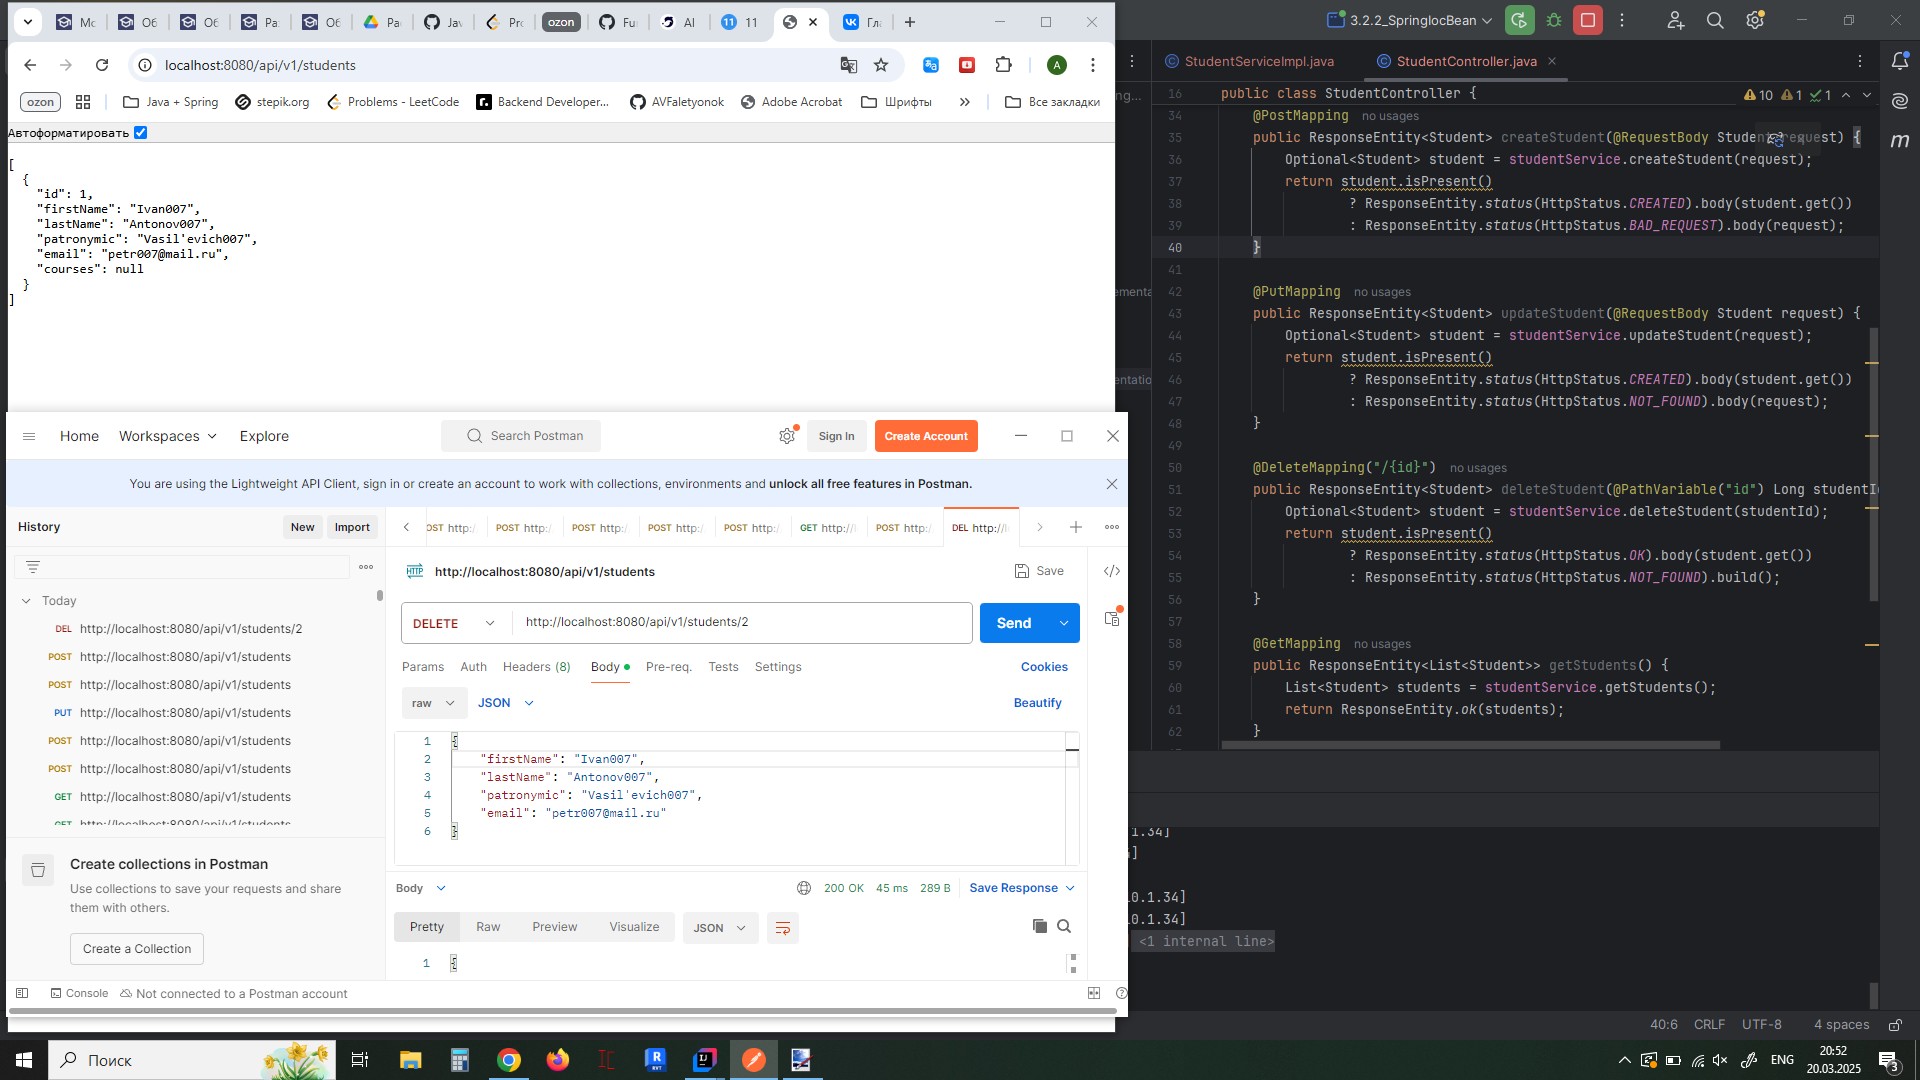 Mc
Об
Об
Ра
Об
Pa
Jav
Prc
ozon
Fu
AI
11
Гл
localhost:8080/api/v1/students
A
ozon
Java + Spring
stepik.org
Problems - LeetCode
Backend Developer...
AVFaletyonok
Adobe Acrobat
Шрифты
»
Все закладки
Автоформатировать
[
{
"id": 1,
"firstName": "Ivan007",
"lastName": "Antonov007",
"patronymic": "Vasil'evich007",
"email": "petr007@mail.ru",
"courses": null
}
]
Home
Workspaces
Explore
Search Postman
Sign In
Create Account
You are using the Lightweight API Client, sign in or create an account to work with collections, environments and unlock all free features in Postman.
History
New
Import
OST http:/
POST http:/
POST http:/
POST http:/
POST http:/
GET http://l
POST http:/
DEL http://l
Today
DEL http://localhost:8080/api/v1/students/2
POST http://localhost:8080/api/v1/students
POST http://localhost:8080/api/v1/students
PUT http://localhost:8080/api/v1/students
POST http://localhost:8080/api/v1/students
POST http://localhost:8080/api/v1/students
GET http://localhost:8080/api/v1/students
GET http://localhost:8080/api/v1/students
Create collections in Postman
Use collections to save your requests and share
them with others.
Create a Collection
HTTP http://localhost:8080/api/v1/students
Save
</>
DELETE
http://localhost:8080/api/v1/students/2
Send
Params
Auth
Headers (8)
Body
Pre-req.
Tests
Settings
Cookies
raw
JSON
Beautify
1 {
2 "firstName": "Ivan007",
3 "lastName": "Antonov007",
4 "patronymic": "Vasil'evich007",
5 "email": "petr007@mail.ru"
6 }
Body
200 OK
45 ms
289 B
Save Response
Pretty
Raw
Preview
Visualize
JSON
1 {
Console
Not connected to a Postman account
3.2.2_SpringIocBean
StudentServiceImpl.java
StudentController.java
16 public class StudentController {
10 1 1
34 @PostMapping no usages
35 public ResponseEntity<Student> createStudent(@RequestBody Student request) {
36 Optional<Student> student = studentService.createStudent(request);
37 return student.isPresent()
38 ? ResponseEntity.status(HttpStatus.CREATED).body(student.get())
39 : ResponseEntity.status(HttpStatus.BAD_REQUEST).body(request);
40 }
41
42 @PutMapping no usages
43 public ResponseEntity<Student> updateStudent(@RequestBody Student request) {
44 Optional<Student> student = studentService.updateStudent(request);
45 return student.isPresent()
46 ? ResponseEntity.status(HttpStatus.CREATED).body(student.get())
47 : ResponseEntity.status(HttpStatus.NOT_FOUND).body(request);
48 }
49
50 @DeleteMapping("/{id}") no usages
51 public ResponseEntity<Student> deleteStudent(@PathVariable("id") Long studentId
52 Optional<Student> student = studentService.deleteStudent(studentId);
53 return student.isPresent()
54 ? ResponseEntity.status(HttpStatus.OK).body(student.get())
55 : ResponseEntity.status(HttpStatus.NOT_FOUND).build();
56 }
57
58 @GetMapping no usages
59 public ResponseEntity<List<Student>> getStudents() {
60 List<Student> students = studentService.getStudents();
61 return ResponseEntity.ok(students);
62 }
ng...
ementa
entatio
m
1.34]
]
.0.1.34]
.0.1.34]
<1 internal line>
40:6
CRLF
UTF-8
4 spaces
Поиск
ENG
20:52
20.03.2025
3